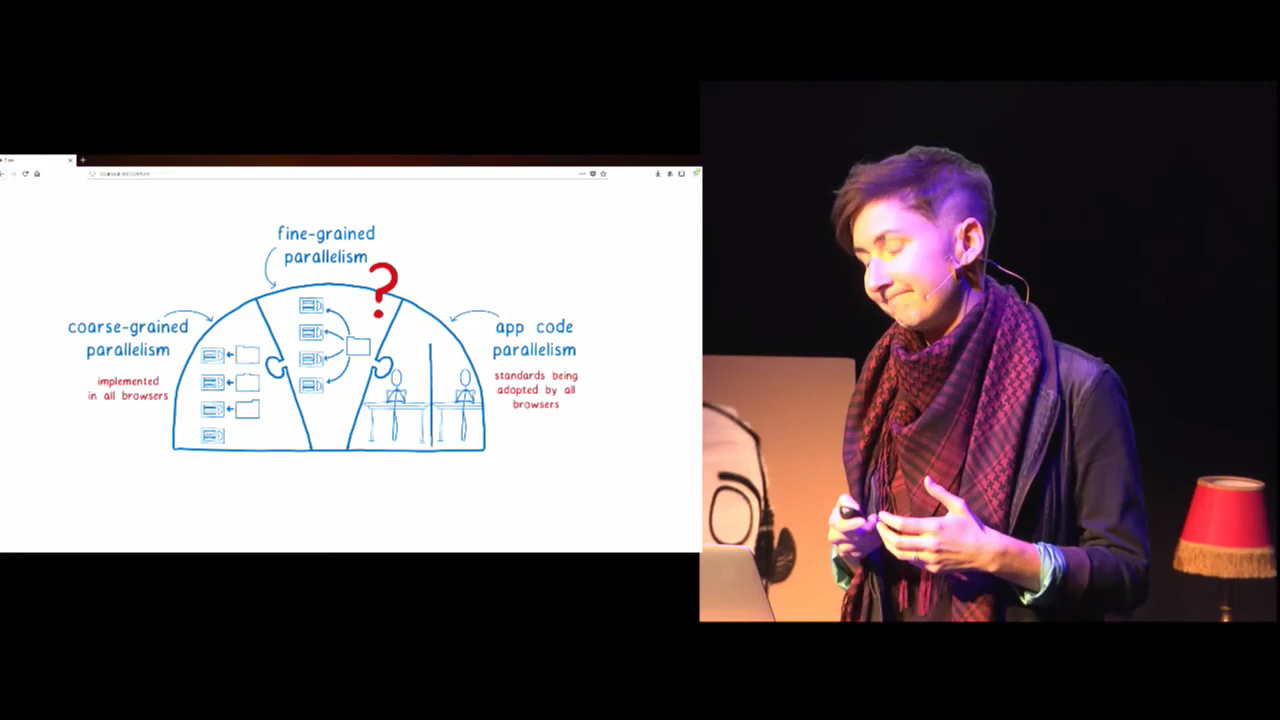 fine-grained
parallelism
?
coarse-grained
parallelism
implemented
in all browsers
app code
parallelism
standards being
adopted by all
browsers